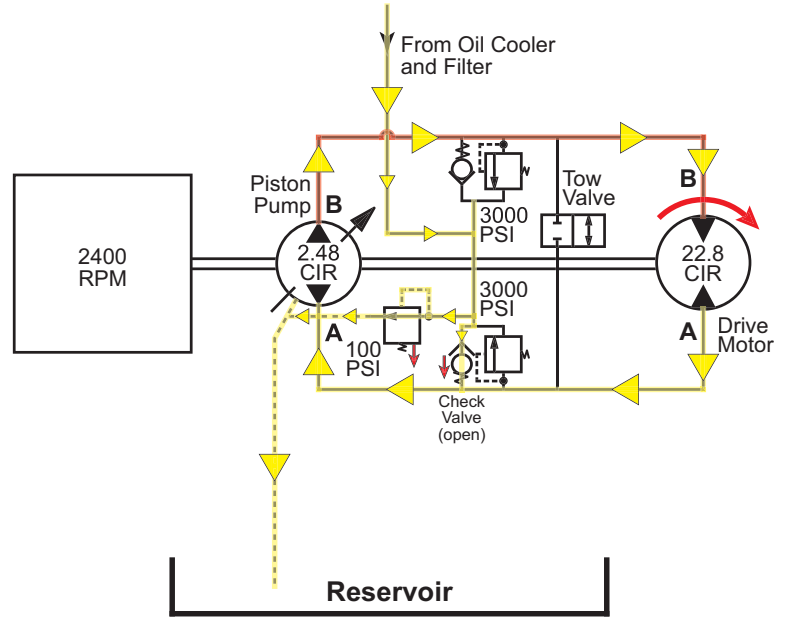 From Oil Cooler
and Filter
Piston
Pump
B
B
Tow
Valve
3000
PSI
2400
RPM
2.48
CIR
22.8
CIR
3000
PSI
A
A
Drive
Motor
100
PSI
Check
Valve
(open)
Reservoir